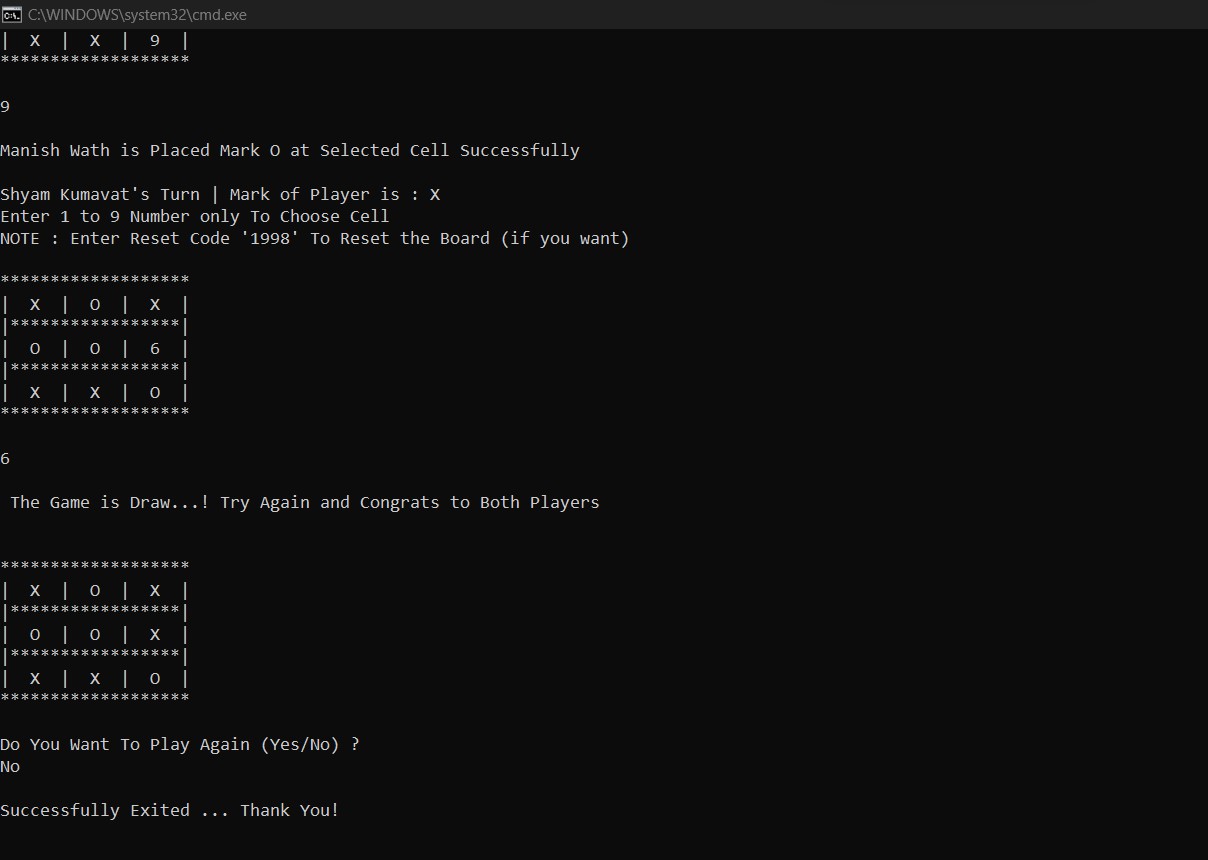 C:\WINDOWS\system32\cmd.exe
|  X  |  X  |  9  |
*******************
9
Manish Wath is Placed Mark O at Selected Cell Successfully
Shyam Kumavat's Turn | Mark of Player is : X
Enter 1 to 9 Number only To Choose Cell
NOTE : Enter Reset Code '1998' To Reset the Board (if you want)
*******************
|  X  |  O  |  X  |
|*****************|
|  O  |  O  |  6  |
|*****************|
|  X  |  X  |  O  |
*******************
6
 The Game is Draw...! Try Again and Congrats to Both Players
*******************
|  X  |  O  |  X  |
|*****************|
|  O  |  O  |  X  |
|*****************|
|  X  |  X  |  O  |
*******************
Do You Want To Play Again (Yes/No) ?
No
Successfully Exited ... Thank You!